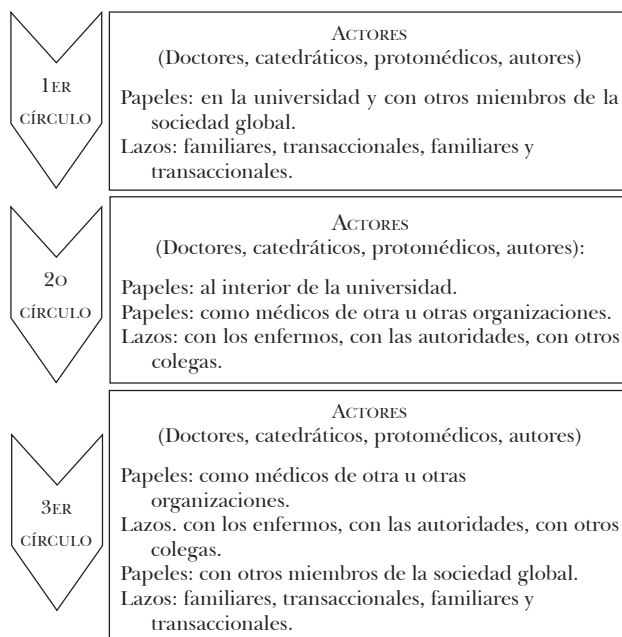 1ER
CÍRCULO
ACTORES
(Doctores, catedráticos, protomédicos, autores)
Papeles: en la universidad y con otros miembros de la
sociedad global.
Lazos: familiares, transaccionales, familiares y
transaccionales.
2O
CÍRCULO
ACTORES
(Doctores, catedráticos, protomédicos, autores):
Papeles: al interior de la universidad.
Papeles: como médicos de otra u otras organizaciones.
Lazos: con los enfermos, con las autoridades, con otros
colegas.
3ER
CÍRCULO
ACTORES
(Doctores, catedráticos, protomédicos, autores)
Papeles: como médicos de otra u otras
organizaciones.
Lazos. con los enfermos, con las autoridades, con otros
colegas.
Papeles: con otros miembros de la sociedad global.
Lazos: familiares, transaccionales, familiares y
transaccionales.